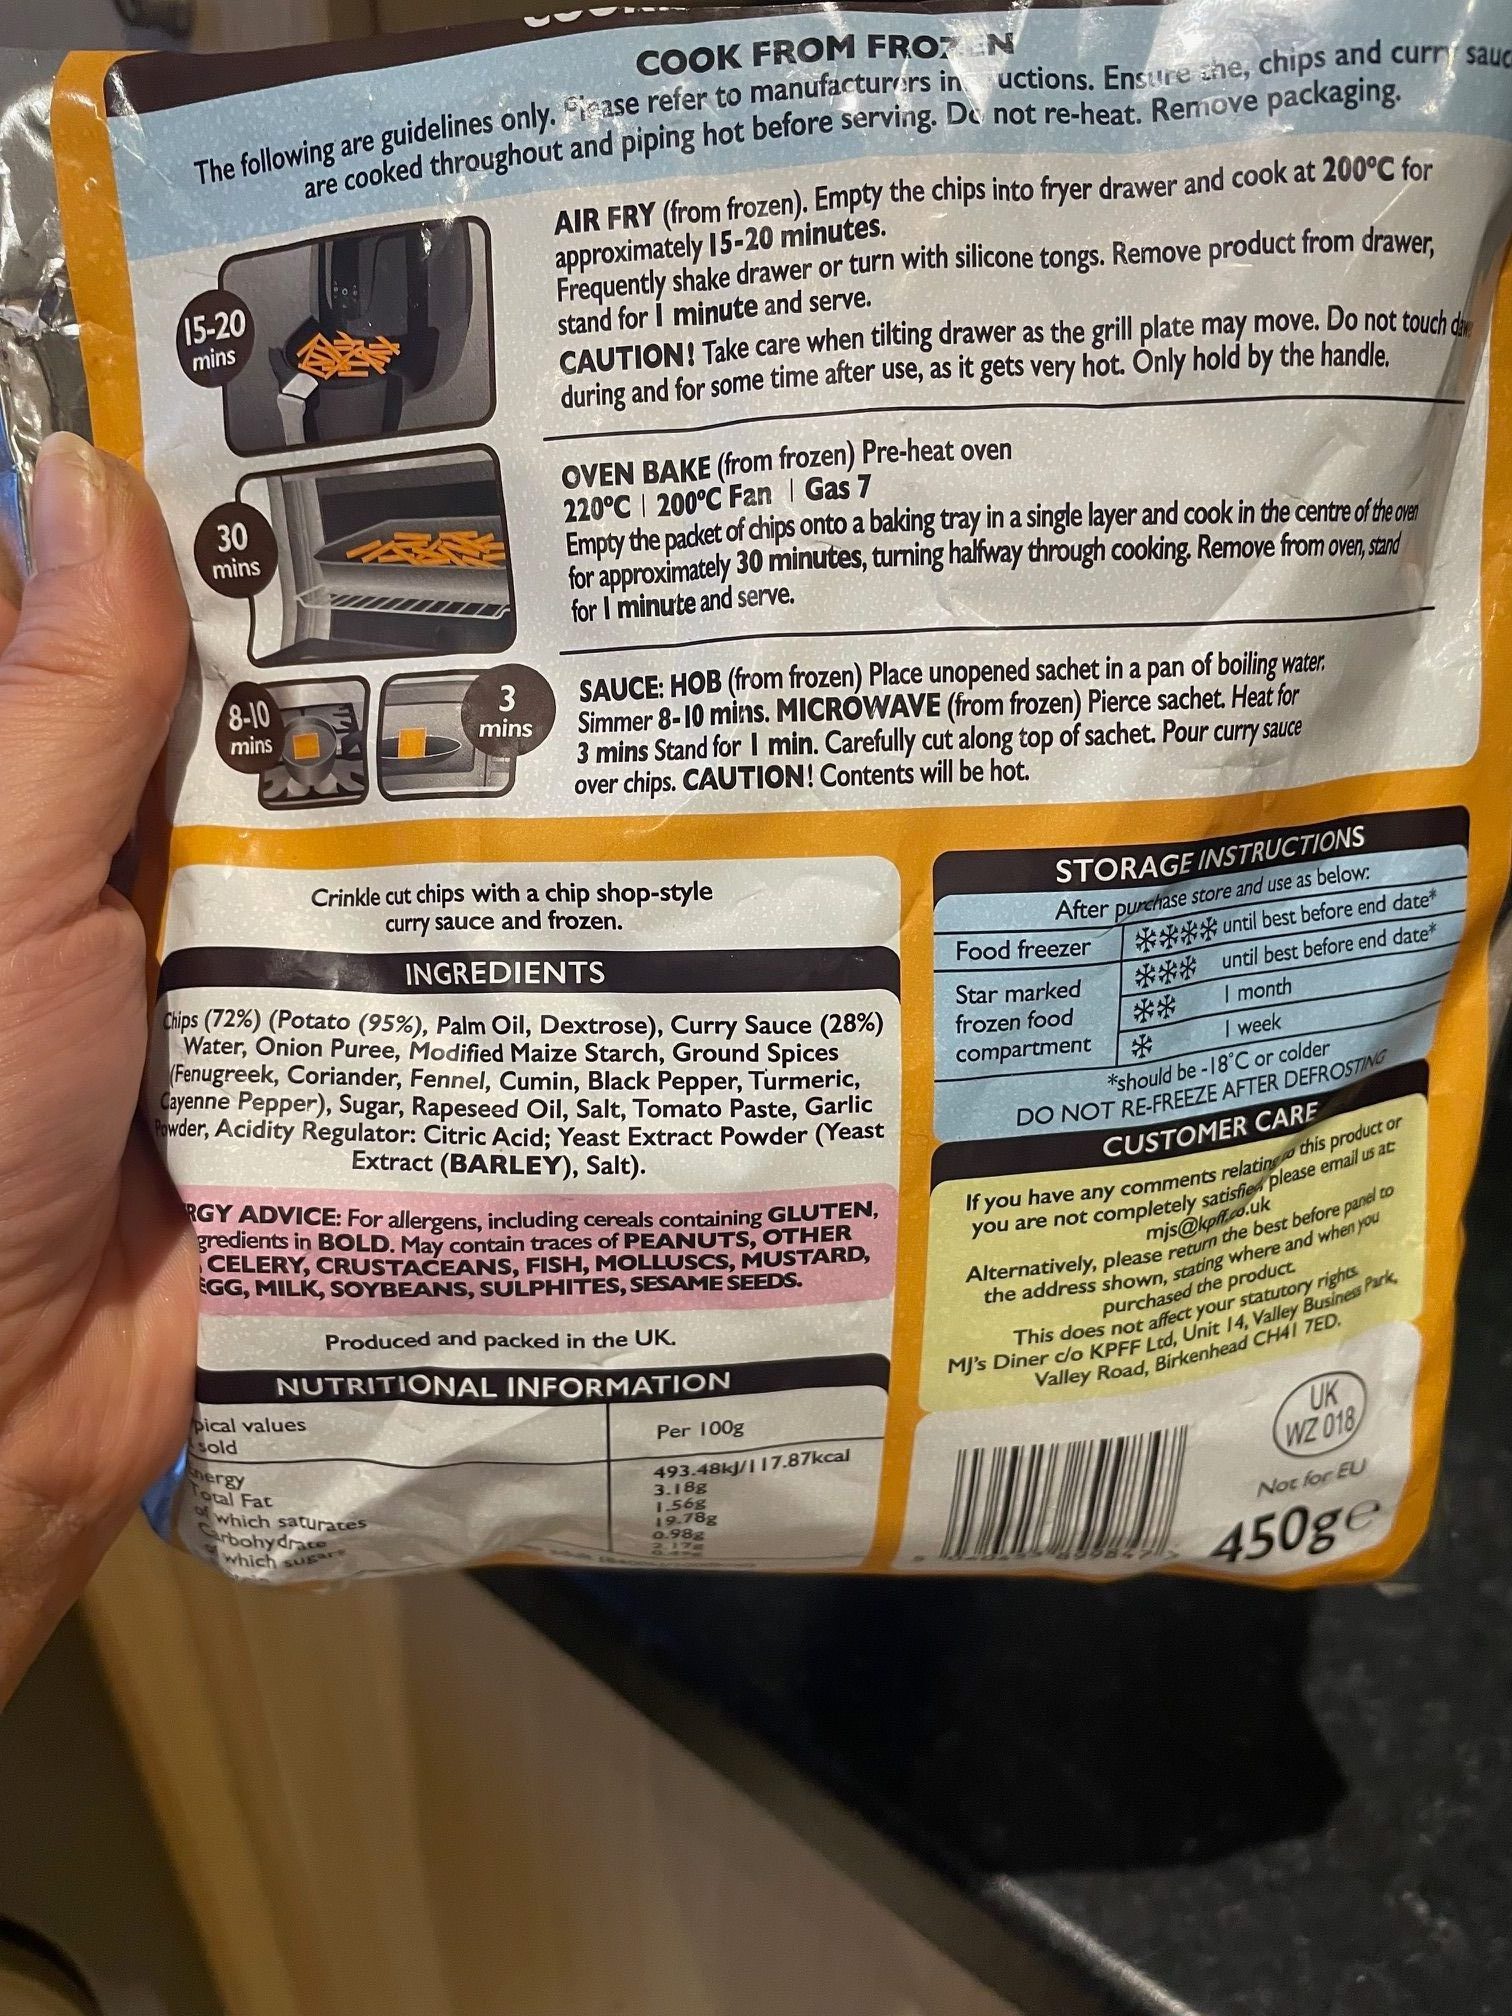 COOK FROM FROZEN
The following are guidelines only. Please refer to manufacturers in uctions. Ensure the, chips and curry sauc
are cooked throughout and piping hot before serving. Do not re-heat. Remove packaging.
15-20
mins
AIR FRY (from frozen). Empty the chips into fryer drawer and cook at 200°C for
approximately 15-20 minutes.
Frequently shake drawer or turn with silicone tongs. Remove product from drawer,
stand for 1 minute and serve.
CAUTION! Take care when tilting drawer as the grill plate may move. Do not touch
during and for some time after use, as it gets very hot. Only hold by the handle.
30
mins
OVEN BAKE (from frozen) Pre-heat oven
220°C | 200°C Fan | Gas 7
Empty the packet of chips onto a baking tray in a single layer and cook in the centre of the oven
for approximately 30 minutes, turning halfway through cooking. Remove from oven, stand
for 1 minute and serve.
8-10
mins
3
mins
SAUCE: HOB (from frozen) Place unopened sachet in a pan of boiling water.
Simmer 8-10 mins. MICROWAVE (from frozen) Pierce sachet. Heat for
3 mins Stand for 1 min. Carefully cut along top of sachet. Pour curry sauce
over chips. CAUTION! Contents will be hot.
Crinkle cut chips with a chip shop-style
curry sauce and frozen.
INGREDIENTS
Chips (72%) (Potato (95%), Palm Oil, Dextrose), Curry Sauce (28%)
Water, Onion Puree, Modified Maize Starch, Ground Spices
(Fenugreek, Coriander, Fennel, Cumin, Black Pepper, Turmeric,
Cayenne Pepper), Sugar, Rapeseed Oil, Salt, Tomato Paste, Garlic
Powder, Acidity Regulator: Citric Acid; Yeast Extract Powder (Yeast
Extract (BARLEY), Salt).
RGY ADVICE: For allergens, including cereals containing GLUTEN,
gredients in BOLD. May contain traces of PEANUTS, OTHER
CELERY, CRUSTACEANS, FISH, MOLLUSCS, MUSTARD,
EGG, MILK, SOYBEANS, SULPHITES, SESAME SEEDS.
Produced and packed in the UK.
NUTRITIONAL INFORMATION
pical values
sold
Per 100g
Energy
Total Fat
of which saturates
Carbohydrate
of which sugars
493.48kJ/117.87kcal
3.18g
1.56g
19.78g
0.98g
2.17g
STORAGE INSTRUCTIONS
After purchase store and use as below:
Food freezer **** until best before end date*
Star marked
frozen food
compartment
*** until best before end date*
** 1 month
* 1 week
*should be -18°C or colder
DO NOT RE-FREEZE AFTER DEFROSTING
CUSTOMER CARE
If you have any comments relating to this product or
you are not completely satisfied please email us at:
mjs@kpff.co.uk
Alternatively, please return the best before panel to
the address shown, stating where and when you
purchased the product.
This does not affect your statutory rights.
MJ's Diner c/o KPFF Ltd, Unit 14, Valley Business Park,
Valley Road, Birkenhead CH41 7ED.
UK
WZ 018
Not for EU
450g e